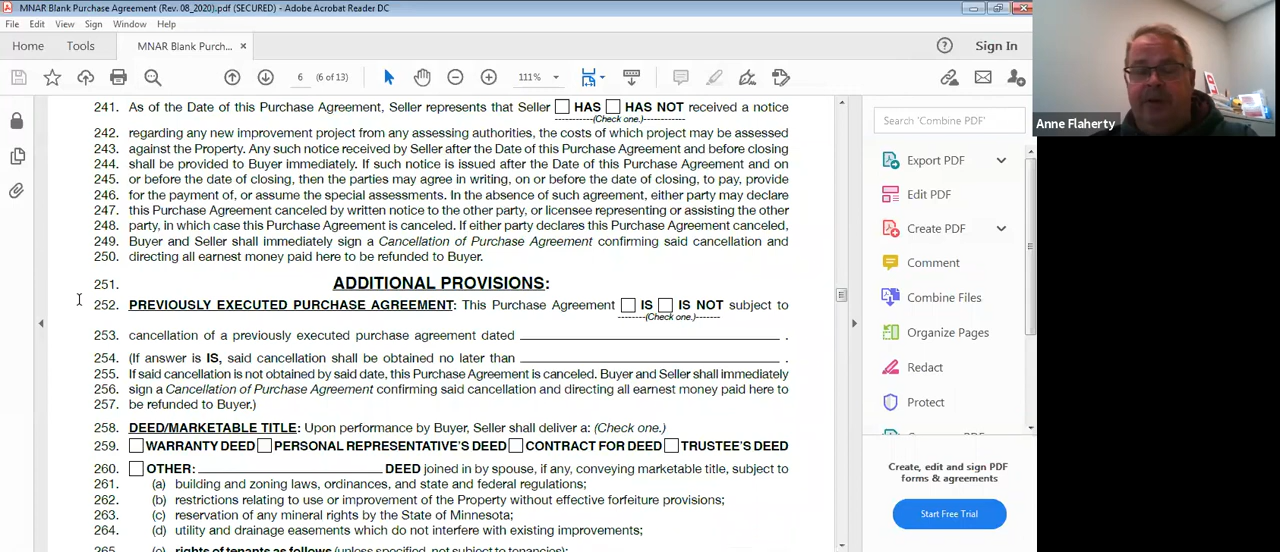 MNAR Blank Purchase Agreement (Rev. 08_2020).pdf (SECURED) - Adobe Acrobat Reader DC
File Edit View Sign Window Help
Home Tools MNAR Blank Purch... × Sign In
6 (6 of 13) 111%
241. As of the Date of this Purchase Agreement, Seller represents that Seller HAS HAS NOT received a notice
-----------(Check one.)------------
242. regarding any new improvement project from any assessing authorities, the costs of which project may be assessed
243. against the Property. Any such notice received by Seller after the Date of this Purchase Agreement and before closing
244. shall be provided to Buyer immediately. If such notice is issued after the Date of this Purchase Agreement and on
245. or before the date of closing, then the parties may agree in writing, on or before the date of closing, to pay, provide
246. for the payment of, or assume the special assessments. In the absence of such agreement, either party may declare
247. this Purchase Agreement canceled by written notice to the other party, or licensee representing or assisting the other
248. party, in which case this Purchase Agreement is canceled. If either party declares this Purchase Agreement canceled,
249. Buyer and Seller shall immediately sign a Cancellation of Purchase Agreement confirming said cancellation and
250. directing all earnest money paid here to be refunded to Buyer.
251. ADDITIONAL PROVISIONS:
252. PREVIOUSLY EXECUTED PURCHASE AGREEMENT: This Purchase Agreement IS IS NOT subject to
--------(Check one.)-------
253. cancellation of a previously executed purchase agreement dated ______________________________ .
254. (If answer is IS, said cancellation shall be obtained no later than ______________________________ .
255. If said cancellation is not obtained by said date, this Purchase Agreement is canceled. Buyer and Seller shall immediately
256. sign a Cancellation of Purchase Agreement confirming said cancellation and directing all earnest money paid here to
257. be refunded to Buyer.)
258. DEED/MARKETABLE TITLE: Upon performance by Buyer, Seller shall deliver a: (Check one.)
259. WARRANTY DEED PERSONAL REPRESENTATIVE'S DEED CONTRACT FOR DEED TRUSTEE'S DEED
260. OTHER: ____________________ DEED joined in by spouse, if any, conveying marketable title, subject to
261. (a) building and zoning laws, ordinances, and state and federal regulations;
262. (b) restrictions relating to use or improvement of the Property without effective forfeiture provisions;
263. (c) reservation of any mineral rights by the State of Minnesota;
264. (d) utility and drainage easements which do not interfere with existing improvements;
265. (e) rights of tenants as follows (unless specified, not subject to tenancies):
Search 'Combine PDF'
Export PDF
Edit PDF
Create PDF
Comment
Combine Files
Organize Pages
Redact
Protect
Create, edit and sign PDF
forms & agreements
Start Free Trial
Anne Flaherty